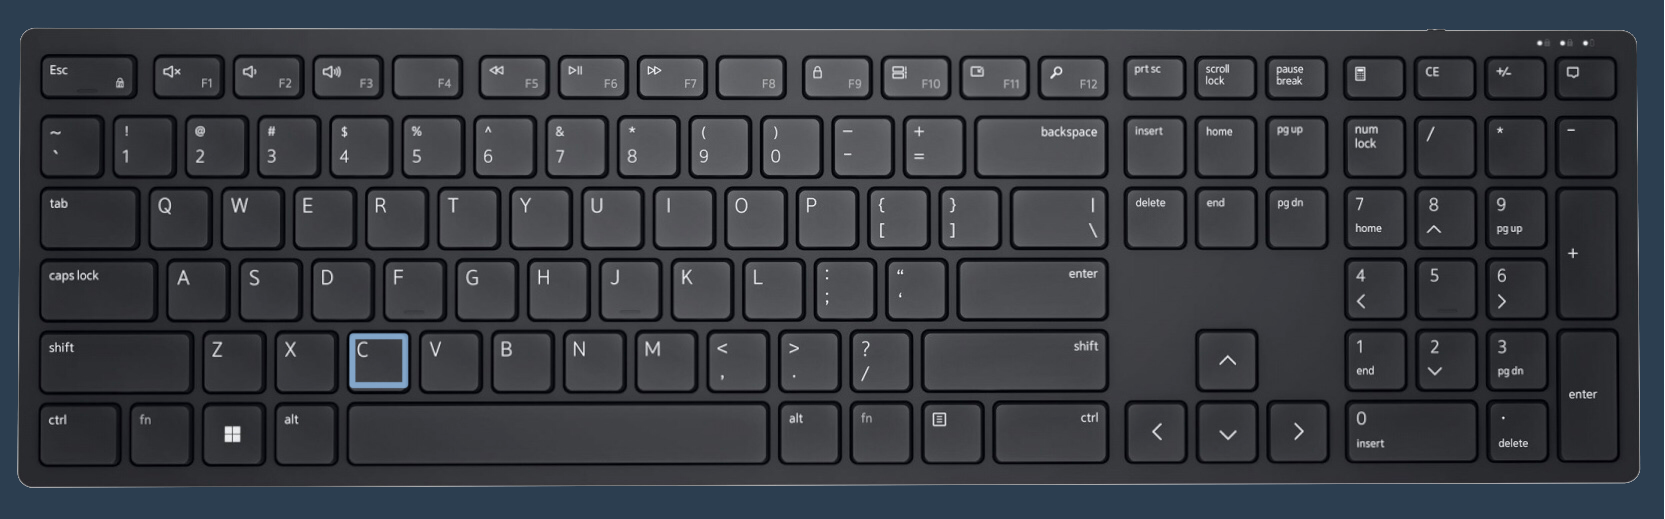 Esc F1 F2 F3 F4 F5 F6 F7 F8 F9 F10 F11 F12 prt sc scroll lock pause break CE +/-
~ ! @ # $ % ^ & * ( ) — + backspace insert home pg up num lock / * −
` 1 2 3 4 5 6 7 8 9 0 - =
tab Q W E R T Y U I O P { } | delete end pg dn 7 8 9
[ ] \ home pg up
+
caps lock A S D F G H J K L : “ enter 4 5 6
; ‘ < >
shift Z X C V B N M < > ? shift 1 2 3
, . / end pg dn
enter
ctrl fn alt alt fn ctrl 0 .
insert delete